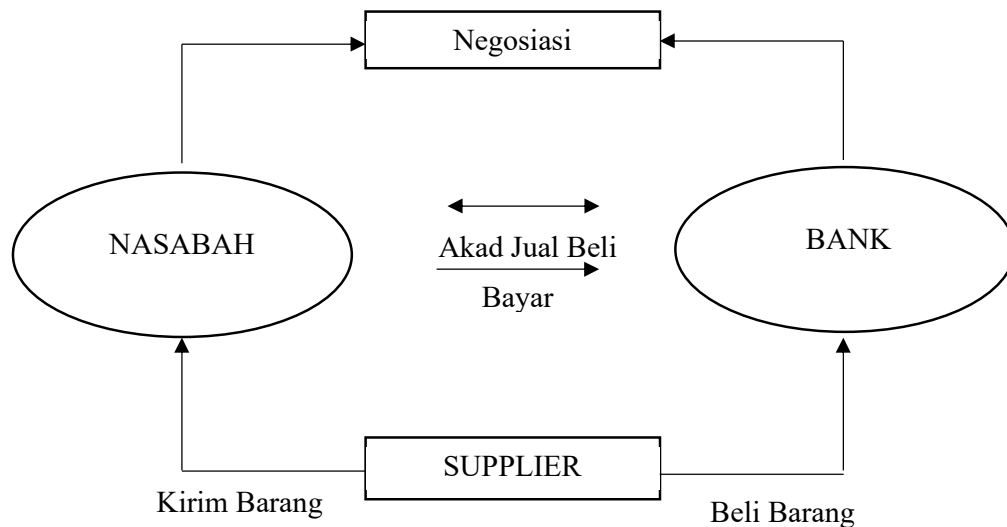 Negosiasi
NASABAH
BANK
Akad Jual Beli
Bayar
SUPPLIER
Kirim Barang
Beli Barang